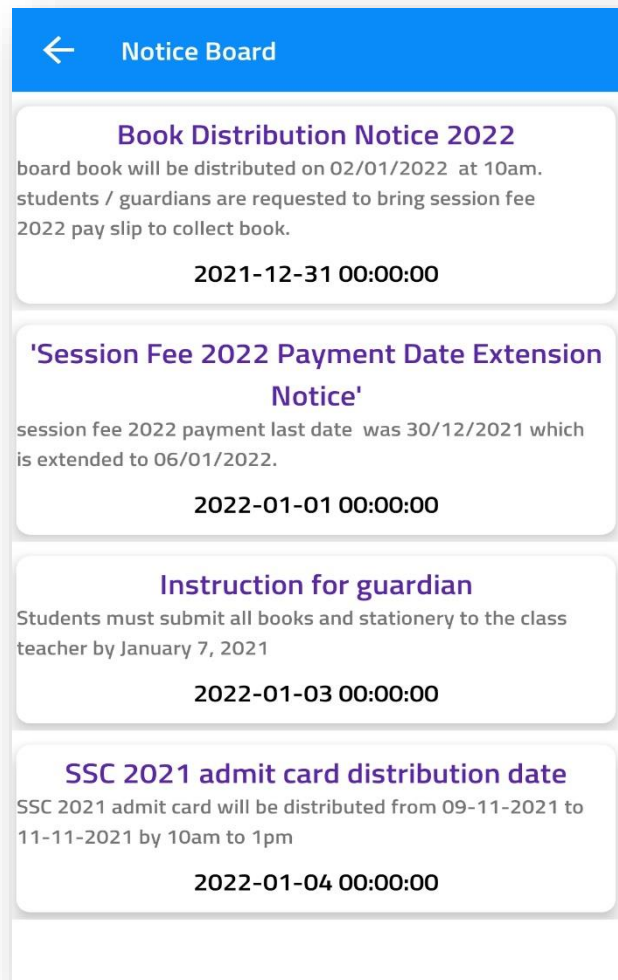 Notice Board
Book Distribution Notice 2022
board book will be distributed on 02/01/2022  at 10am.
students / guardians are requested to bring session fee
2022 pay slip to collect book.
2021-12-31 00:00:00
'Session Fee 2022 Payment Date Extension
Notice'
session fee 2022 payment last date  was 30/12/2021 which
is extended to 06/01/2022.
2022-01-01 00:00:00
Instruction for guardian
Students must submit all books and stationery to the class
teacher by January 7, 2021
2022-01-03 00:00:00
SSC 2021 admit card distribution date
SSC 2021 admit card will be distributed from 09-11-2021 to
11-11-2021 by 10am to 1pm
2022-01-04 00:00:00